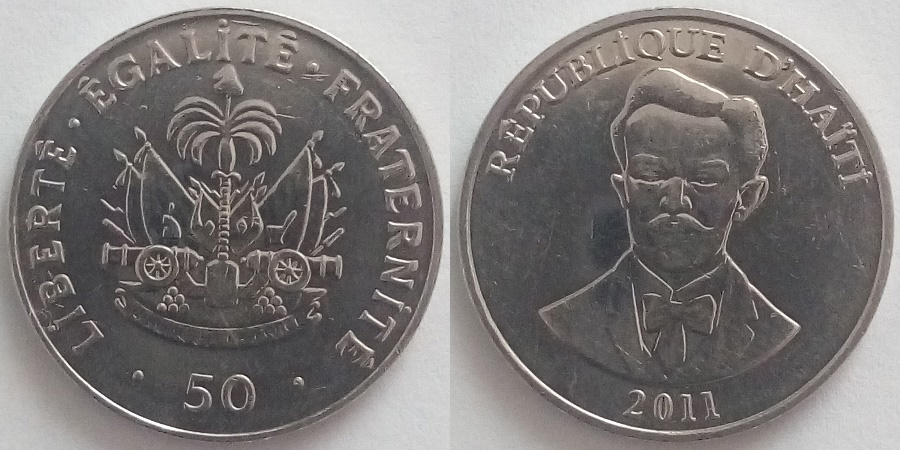 LIBERTÉ · ÉGALITÉ · FRATERNITÉ
· 50 ·
RÉPUBLIQUE D'HAÏTI
2011